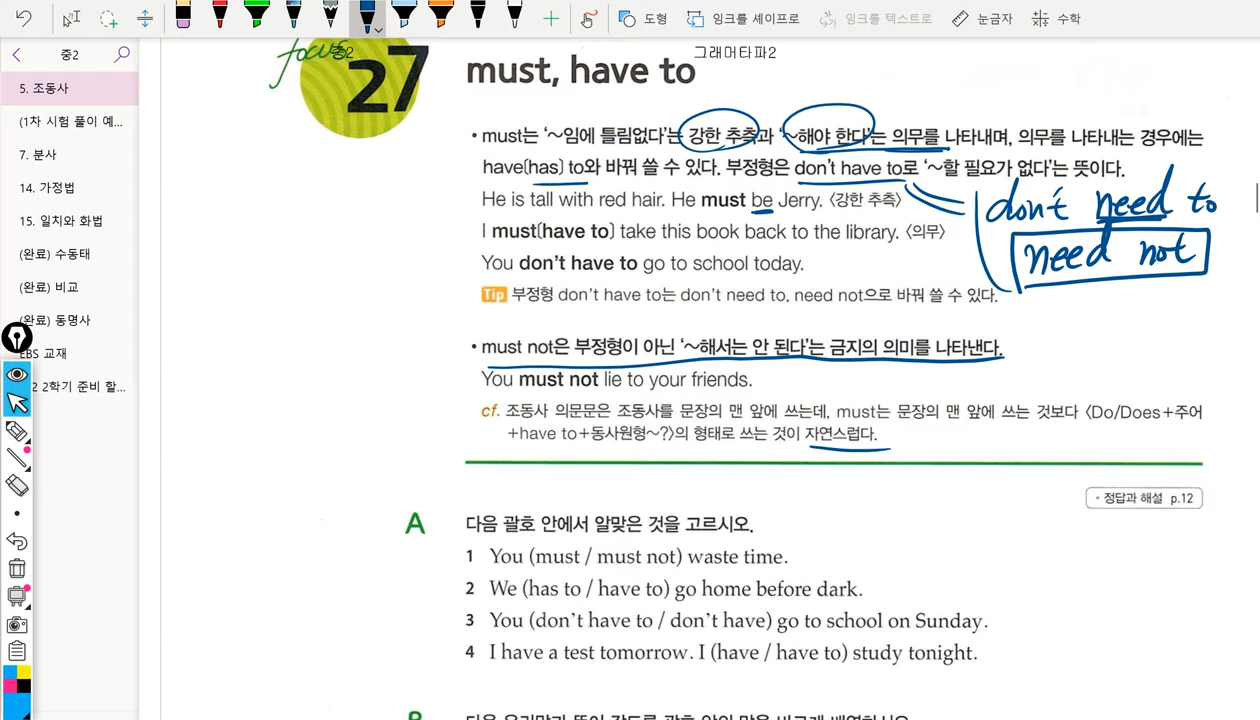 도형
잉크를 셰이프로
잉크를 텍스트로
눈금자
수학
중2
5. 조동사
(1차 시험 풀이 예...
7. 분사
14. 가정법
15. 일치와 화법
(완료) 수동태
(완료) 비교
(완료) 동명사
EBS 교재
2 2학기 준비 할...
중2
그래머타파2
focus
27
must, have to
• must는 ‘~임에 틀림없다’는 강한 추측과 ‘~해야 한다’는 의무를 나타내며, 의무를 나타내는 경우에는
have(has) to와 바꿔 쓸 수 있다. 부정형은 don't have to로 ‘~할 필요가 없다’는 뜻이다.
He is tall with red hair. He must be Jerry. 〈강한 추측〉
don't need to
I must(have to) take this book back to the library. 〈의무〉
need not
You don't have to go to school today.
Tip 부정형 don't have to는 don't need to, need not으로 바꿔 쓸 수 있다.
• must not은 부정형이 아닌 ‘~해서는 안 된다’는 금지의 의미를 나타낸다.
You must not lie to your friends.
cf. 조동사 의문문은 조동사를 문장의 맨 앞에 쓰는데, must는 문장의 맨 앞에 쓰는 것보다 〈Do/Does+주어
+have to+동사원형~?〉의 형태로 쓰는 것이 자연스럽다.
• 정답과 해설 p.12
A 다음 괄호 안에서 알맞은 것을 고르시오.
1 You (must / must not) waste time.
2 We (has to / have to) go home before dark.
3 You (don't have to / don't have) go to school on Sunday.
4 I have a test tomorrow. I (have / have to) study tonight.